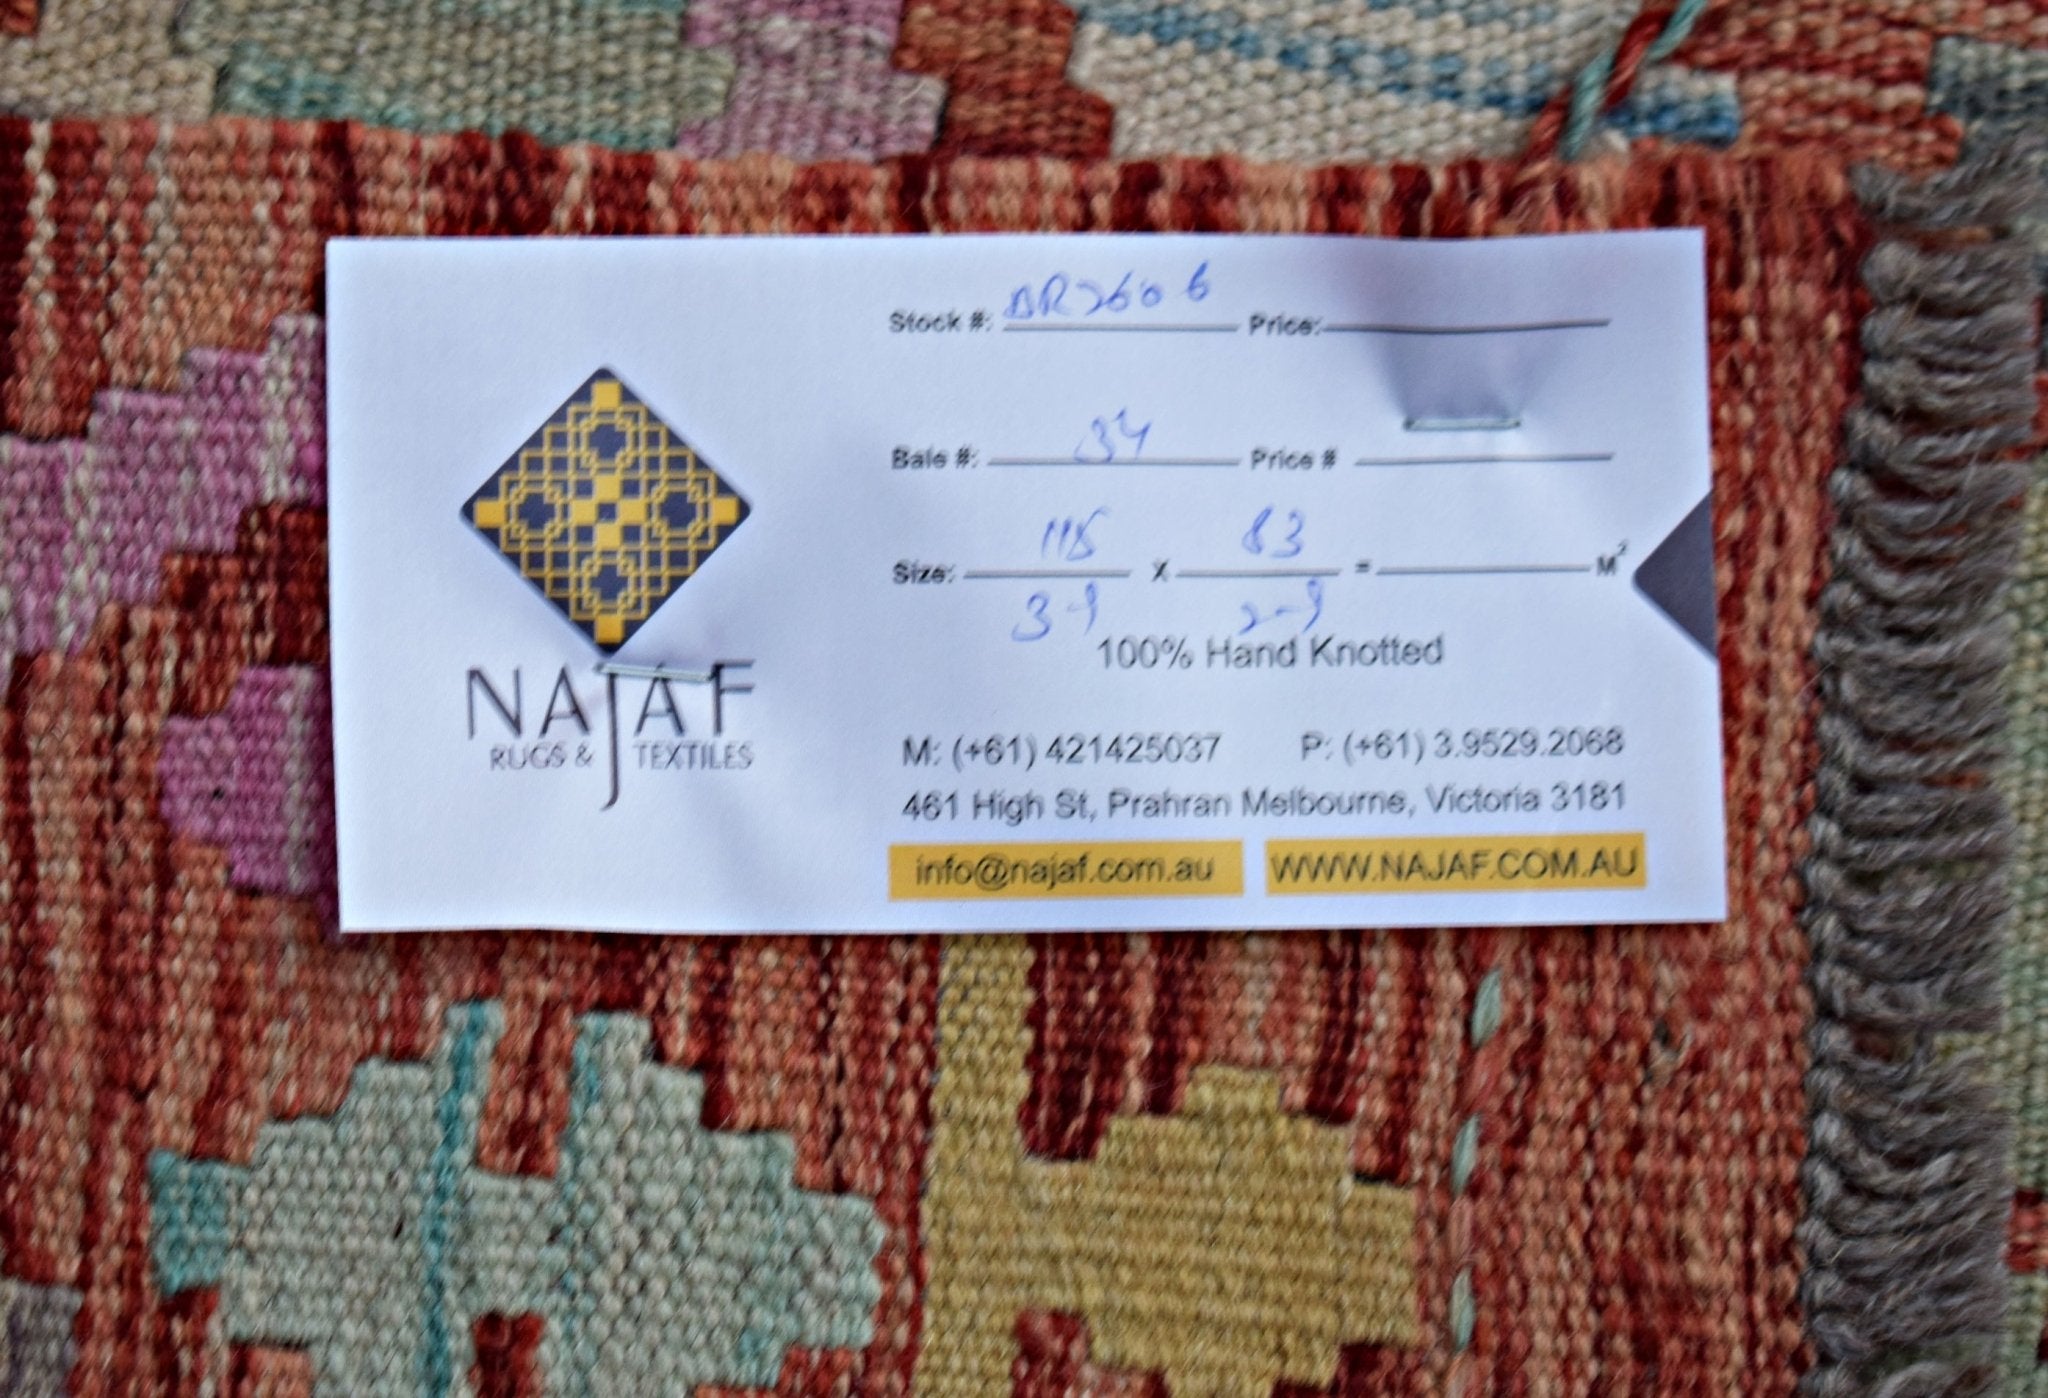 Stock #: AR2606 Price:
Bale #: 34 Price #
Size: 115 x 83 = M²
3-9 2-9
100% Hand Knotted
NAJAF
RUGS & TEXTILES
M: (+61) 421425037 P: (+61) 3.9529.2068
461 High St, Prahran Melbourne, Victoria 3181
info@najaf.com.au WWW.NAJAF.COM.AU